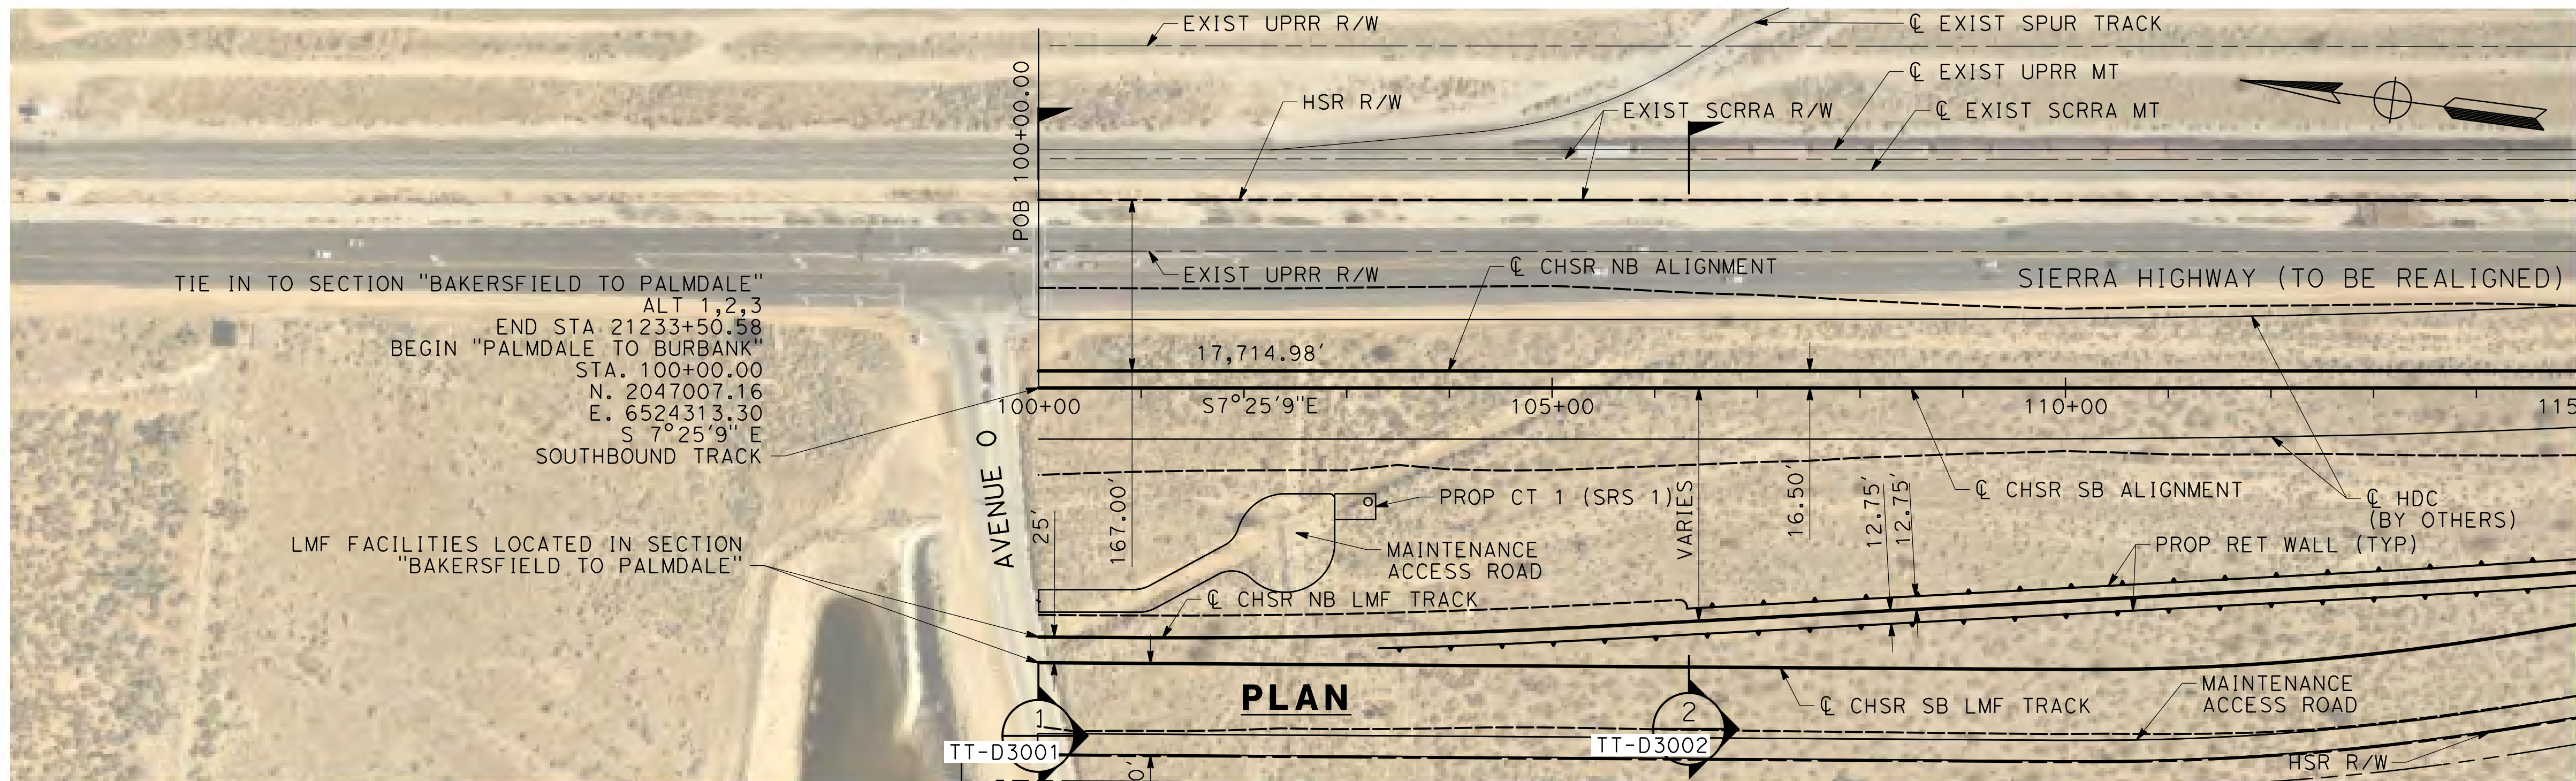 EXIST UPRR R/W
℄ EXIST SPUR TRACK
℄ EXIST UPRR MT
HSR R/W
EXIST SCRRA R/W
℄ EXIST SCRRA MT
POB 100+00.00
EXIST UPRR R/W
℄ CHSR NB ALIGNMENT
SIERRA HIGHWAY (TO BE REALIGNED)
TIE IN TO SECTION "BAKERSFIELD TO PALMDALE"
ALT 1,2,3
END STA 21233+50.58
BEGIN "PALMDALE TO BURBANK"
STA. 100+00.00
N. 2047007.16
E. 6524313.30
S 7°25'9" E
SOUTHBOUND TRACK
17,714.98'
100+00
S7°25'9"E
105+00
110+00
115
AVENUE O
25'
167.00'
PROP CT 1 (SRS 1)
VARIES
16.50'
12.75'
12.75'
℄ CHSR SB ALIGNMENT
℄ HDC
(BY OTHERS)
LMF FACILITIES LOCATED IN SECTION
"BAKERSFIELD TO PALMDALE"
MAINTENANCE
ACCESS ROAD
PROP RET WALL (TYP)
℄ CHSR NB LMF TRACK
PLAN
℄ CHSR SB LMF TRACK
MAINTENANCE
ACCESS ROAD
1
TT-D3001
2
TT-D3002
HSR R/W
0'